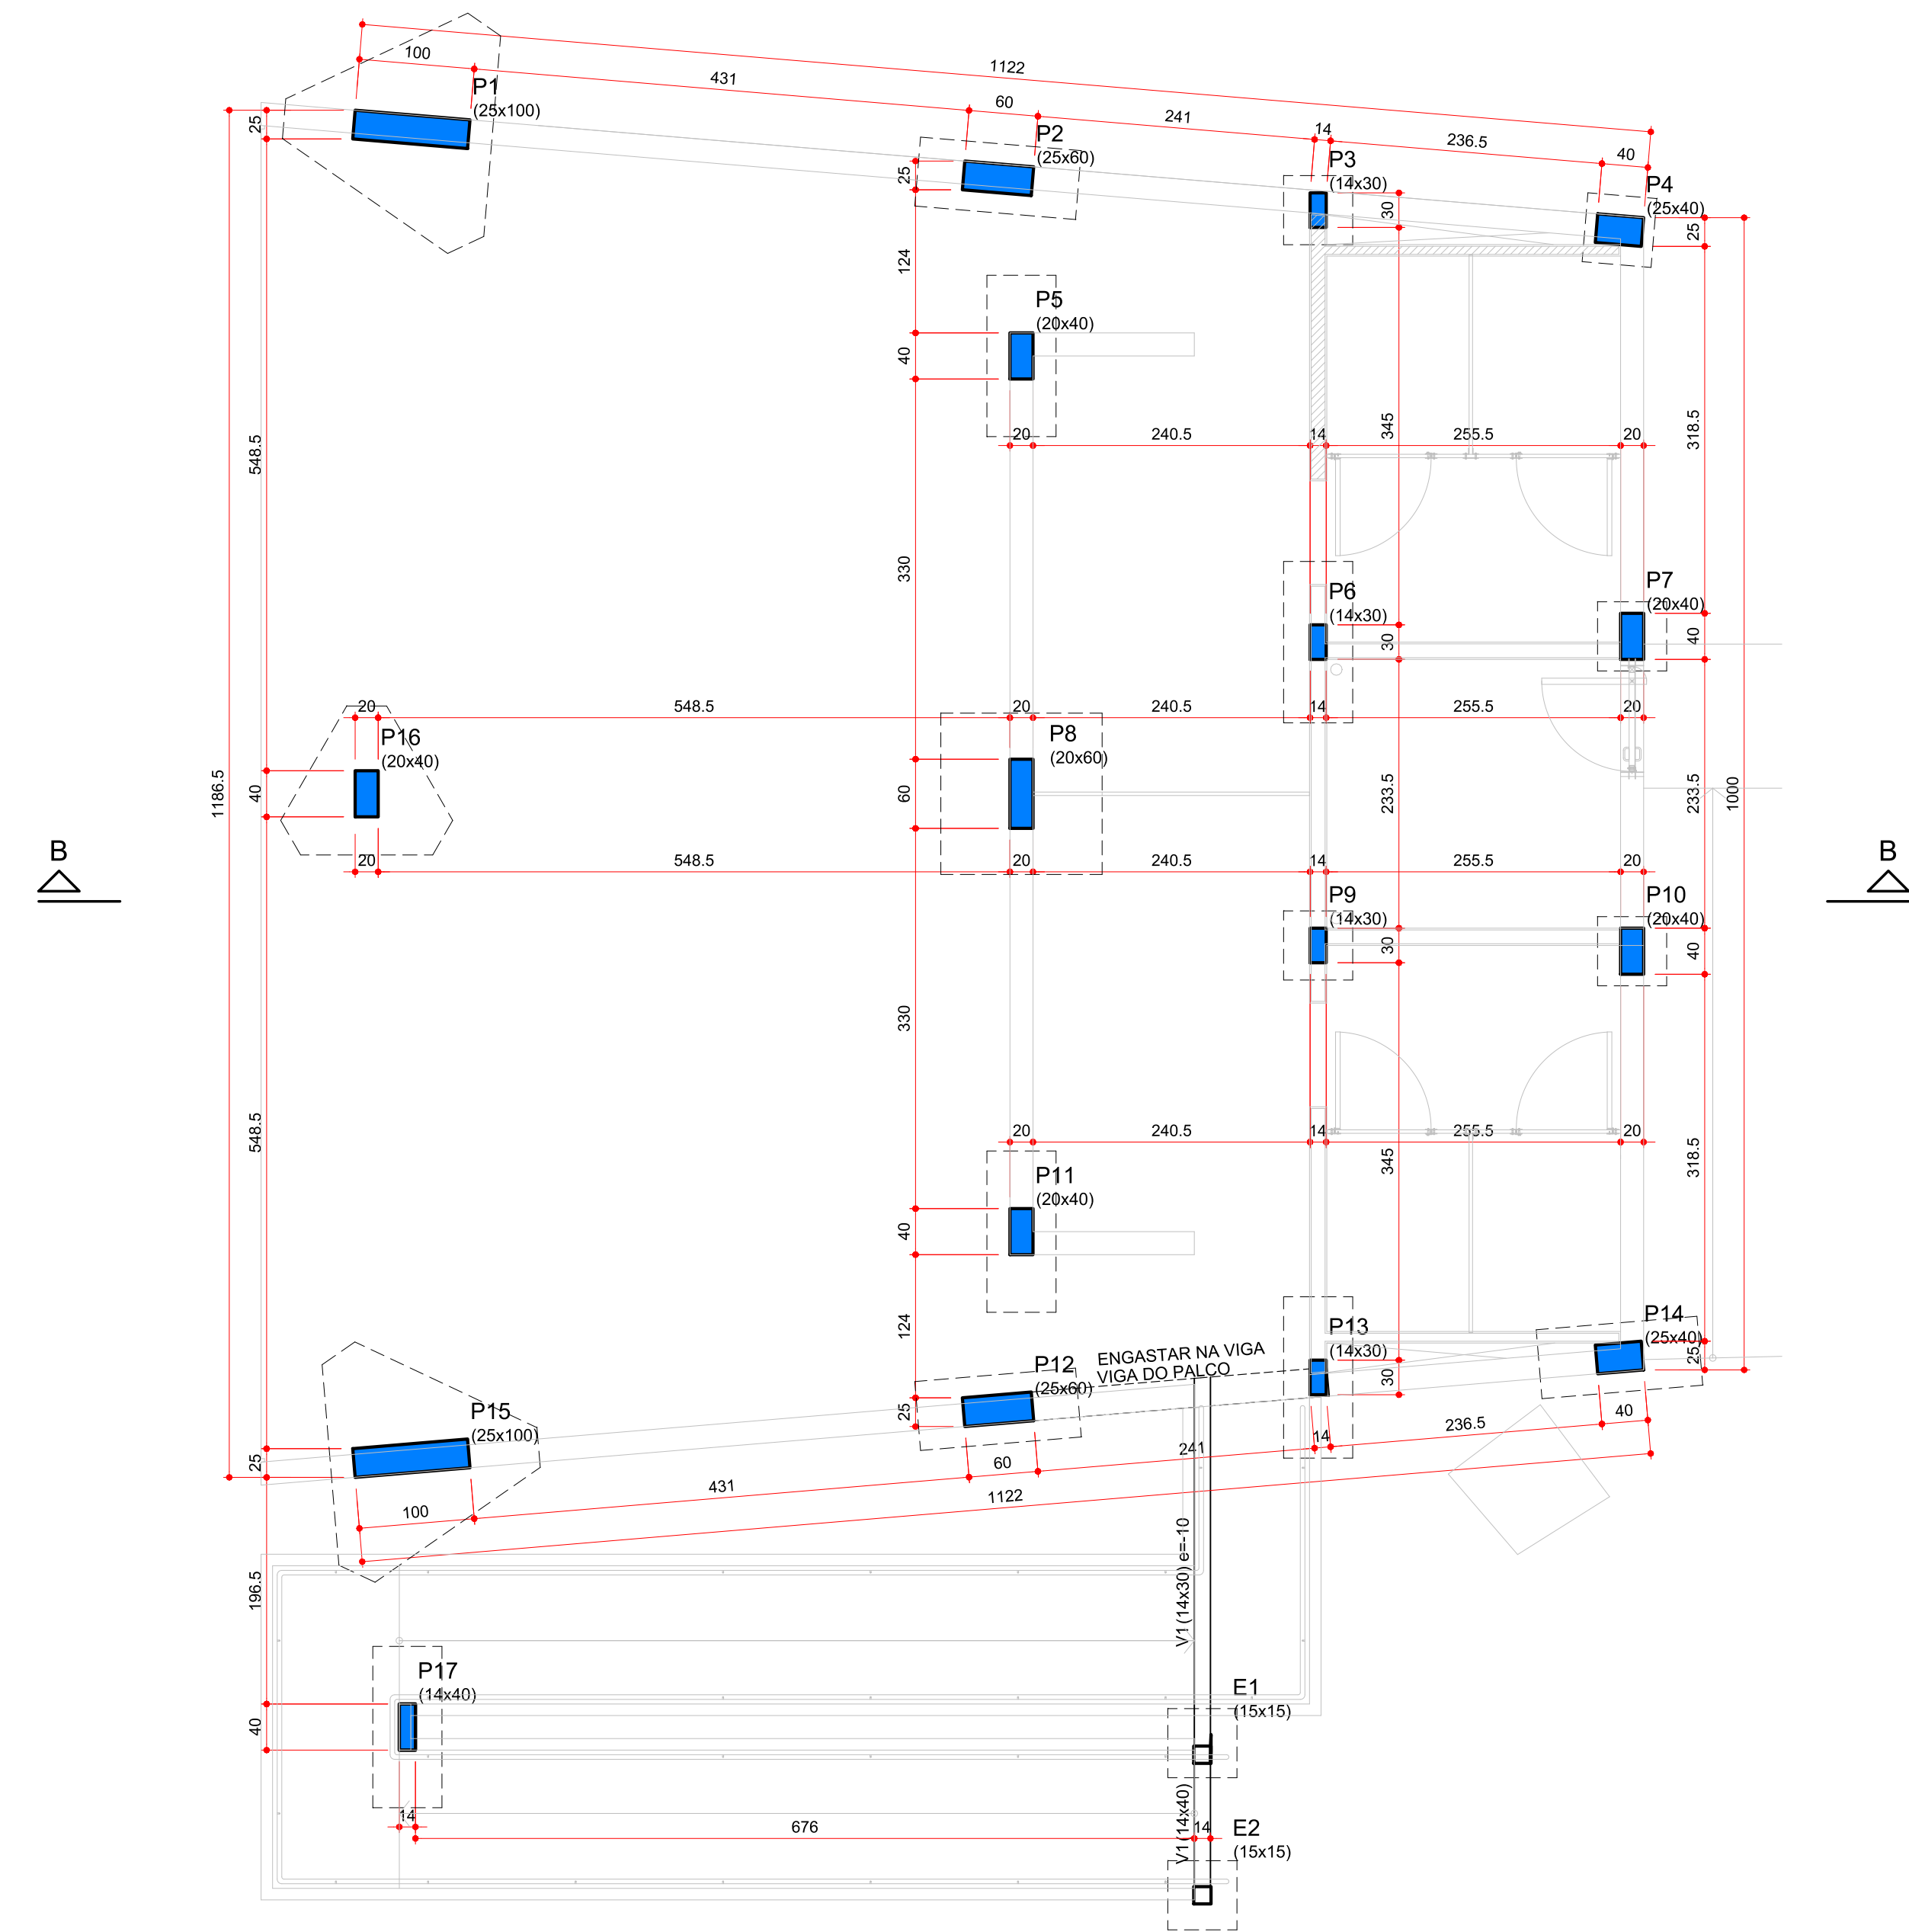 1122
100
431
60
241
14
236.5
40
P1
(25x100)
P2
(25x60)
P3
(14x30)
P4
(25x40)
25
25
30
25
124
P5
(20x40)
40
548.5
345
318.5
20
240.5
14
255.5
20
330
P6
(14x30)
30
P7
(20x40)
40
20
548.5
20
240.5
14
255.5
20
P16
(20x40)
P8
(20x60)
1186.5
40
60
233.5
233.5
1000
B
B
20
548.5
20
240.5
14
255.5
20
P9
(14x30)
30
P10
(20x40)
40
330
548.5
20
240.5
14
255.5
20
345
318.5
P11
(20x40)
40
124
P13
(14x30)
30
P14
(25x40)
25
ENGASTAR NA VIGA
VIGA DO PALCO
P12
(25x60)
25
P15
(25x100)
25
100
431
60
241
14
236.5
40
1122
V1 (14x30) e=-10
196.5
P17
(14x40)
40
E1
(15x15)
14
676
14
V1 (14x40)
E2
(15x15)